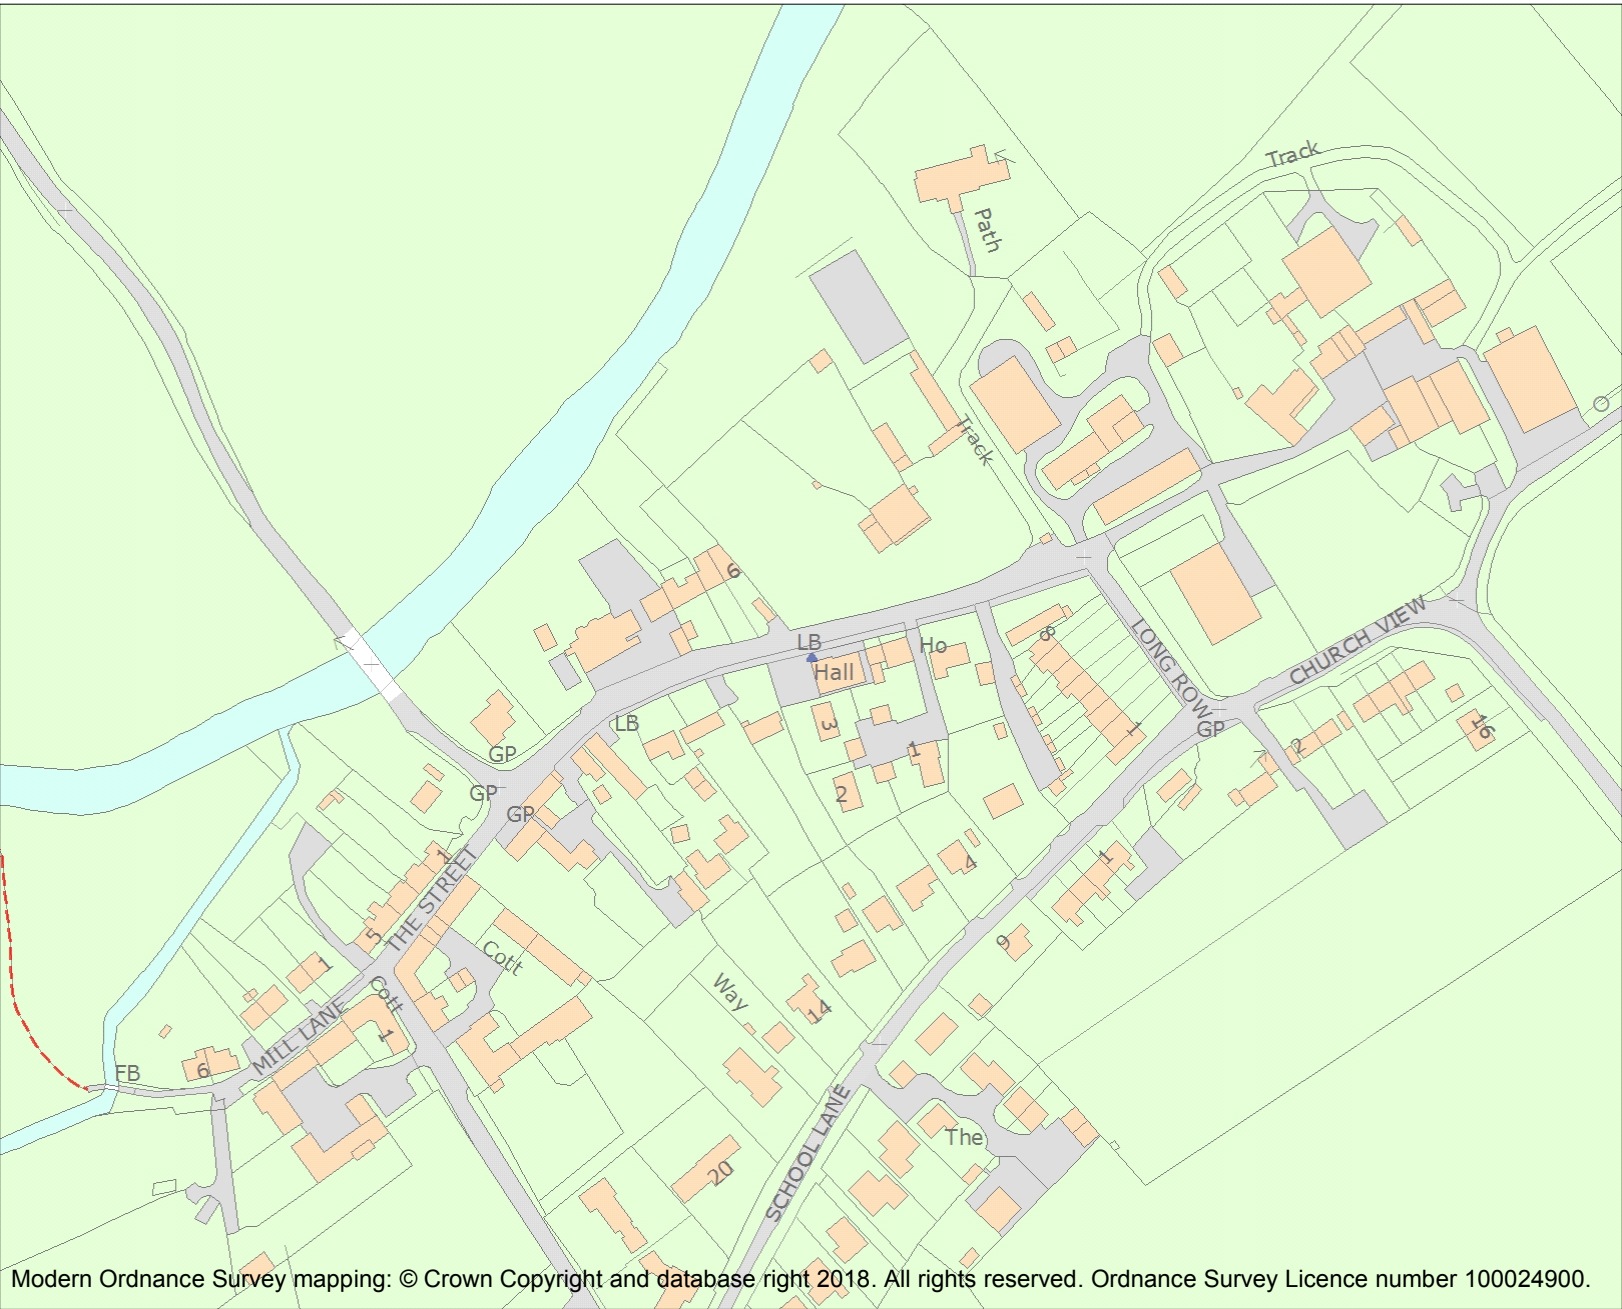 Track
Path
Track
6
LB
Hall
Ho
8
LONG ROW
CHURCH VIEW
LB
3
1
1
GP
2
16
GP
GP
GP
2
1
THE STREET
5
4
1
9
1
Cott
Cott
Way
14
MILL LANE
1
FB
6
SCHOOL LANE
The
20
Modern Ordnance Survey mapping: © Crown Copyright and database right 2018. All rights reserved. Ordnance Survey Licence number 100024900.